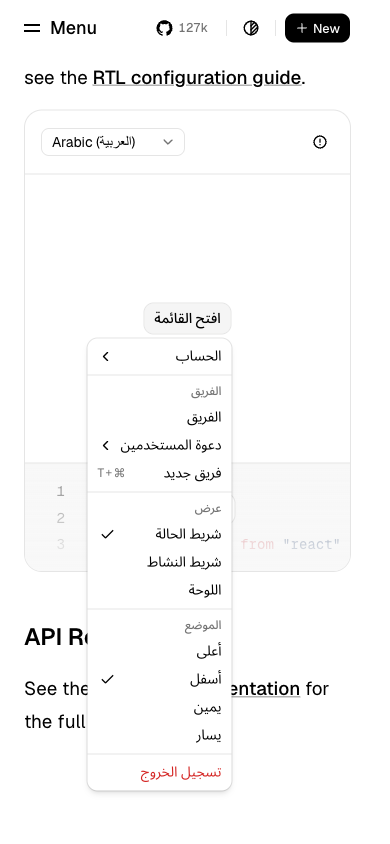 Menu
127k
New
see the RTL configuration guide.
Arabic (العربية)
افتح القائمة
الحساب
الفريق
الفريق
دعوة المستخدمين
فريق جديد
⌘+T
عرض
شريط الحالة
شريط النشاط
اللوحة
الموضع
أعلى
أسفل
يمين
يسار
تسجيل الخروج
1
2
3
from "react"
API
See the
for
the full